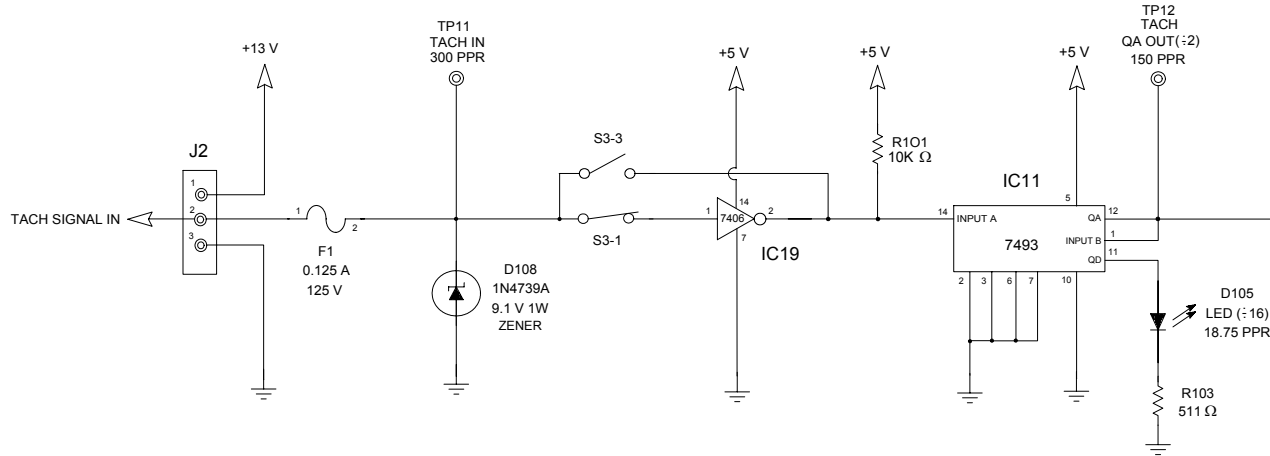 TP11
TACH IN
300 PPR
TP12
TACH
QA OUT(÷2)
150 PPR
+13 V
+5 V
+5 V
+5 V
J2
1
2
3
TACH SIGNAL IN
1
2
F1
0.125 A
125 V
D108
1N4739A
9.1 V 1W
ZENER
S3-3
S3-1
1
7406
14
2
7
IC19
R1O1
10K Ω
IC11
5
14
INPUT A
QA
12
7493
INPUT B
1
QD
11
2
3
6
7
10
D105
LED (÷16)
18.75 PPR
R103
511 Ω